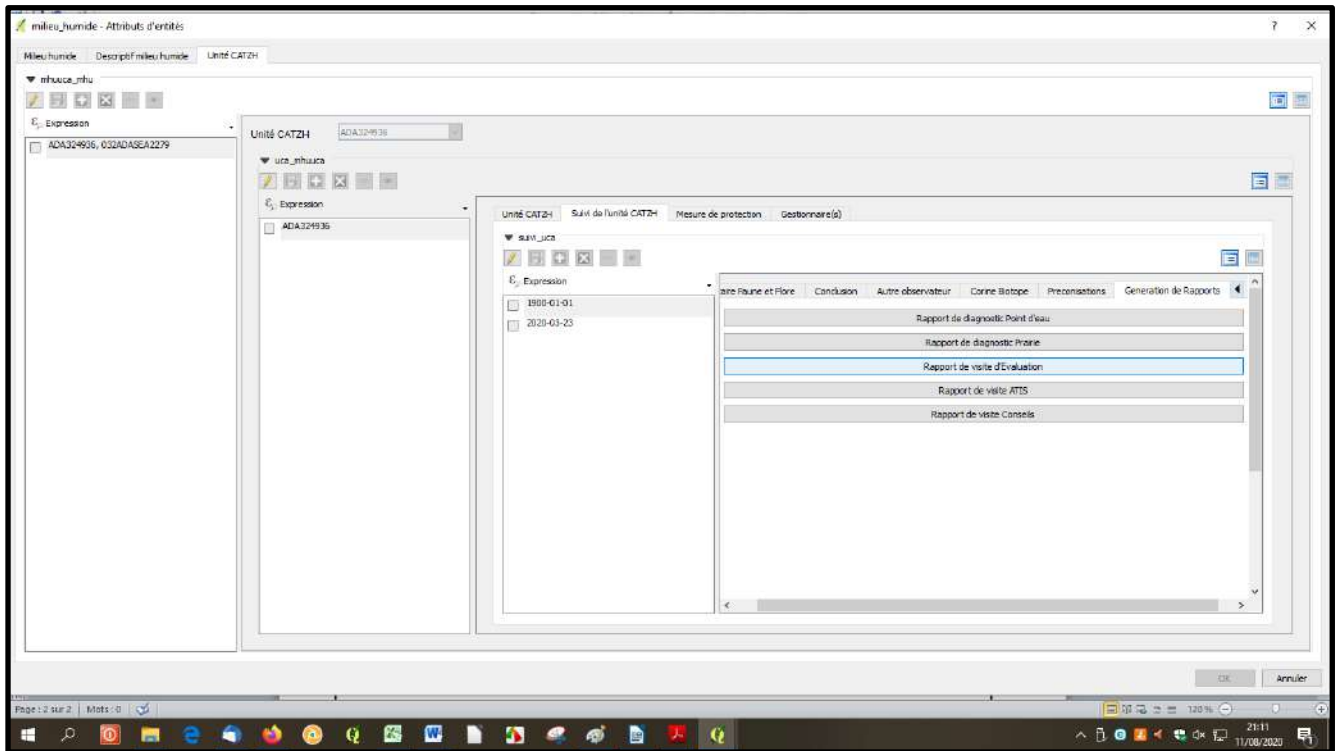 milieu_humide - Attributs d'entités
? X
Milieu humide Descriptif milieu humide Unité CATZH
mhuuca_mhu
Expression
ADA324936, 032ADASEA2279
Unité CATZH ADA324936
uca_mhuuca
Expression
ADA324936
Unité CATZH Suivi de l'unité CATZH Mesure de protection Gestionnaire(s)
suivi_uca
Expression
1900-01-01
2020-03-23
aire Faune et Flore Conclusion Autre observateur Corine Biotope Preconisations Generation de Rapports
Rapport de diagnostic Point d'eau
Rapport de diagnostic Prairie
Rapport de visite d'Evaluation
Rapport de visite ATIS
Rapport de visite Conseils
OK Annuler
Page : 2 sur 2 Mots : 0 120 %
21:11
11/08/2020